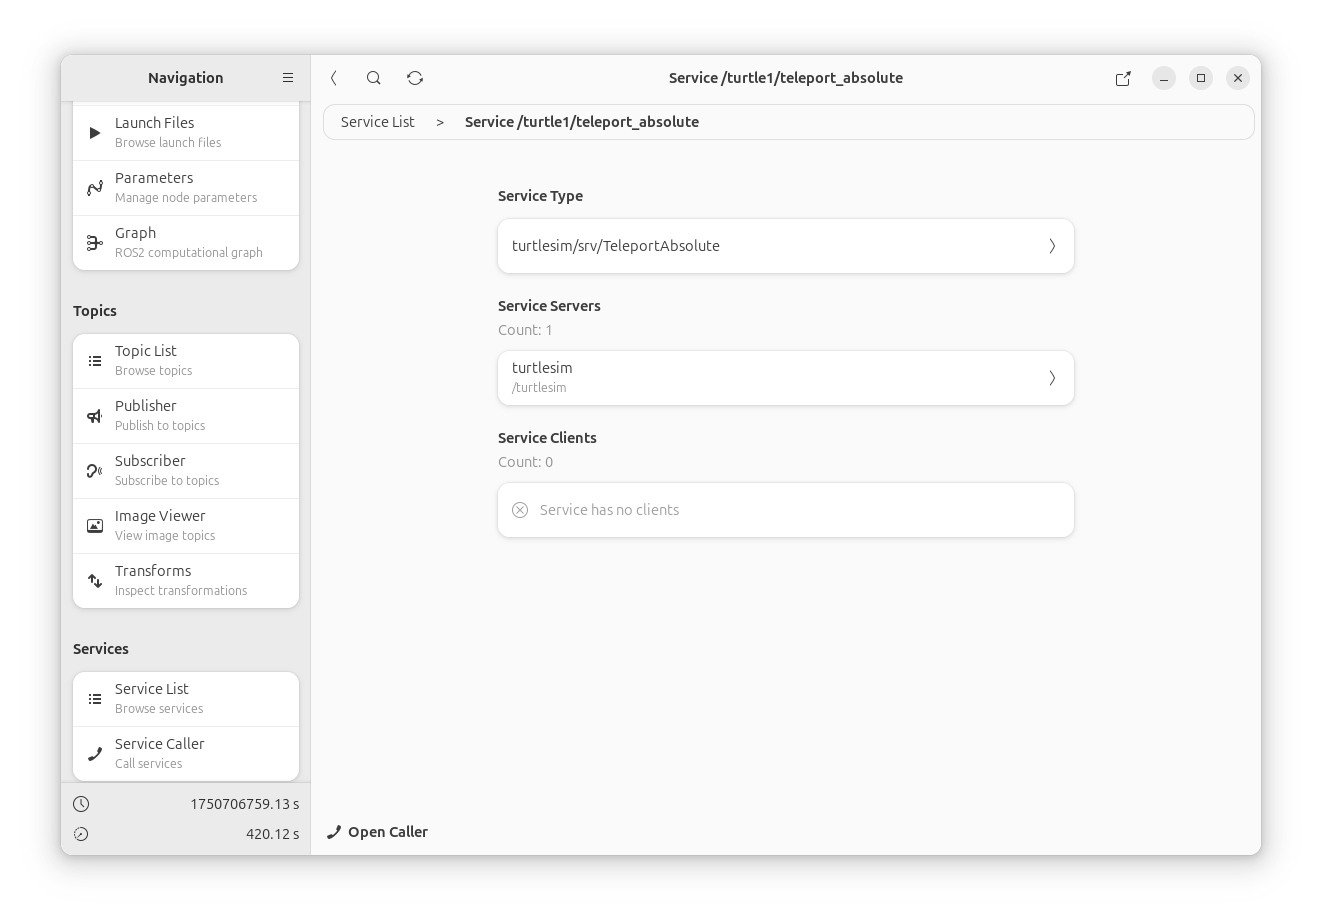 Navigation
Launch Files
Browse launch files
Parameters
Manage node parameters
Graph
ROS2 computational graph
Topics
Topic List
Browse topics
Publisher
Publish to topics
Subscriber
Subscribe to topics
Image Viewer
View image topics
Transforms
Inspect transformations
Services
Service List
Browse services
Service Caller
Call services
1750706759.13 s
420.12 s
Service /turtle1/teleport_absolute
Service List > Service /turtle1/teleport_absolute
Service Type
turtlesim/srv/TeleportAbsolute
Service Servers
Count: 1
turtlesim
/turtlesim
Service Clients
Count: 0
Service has no clients
Open Caller